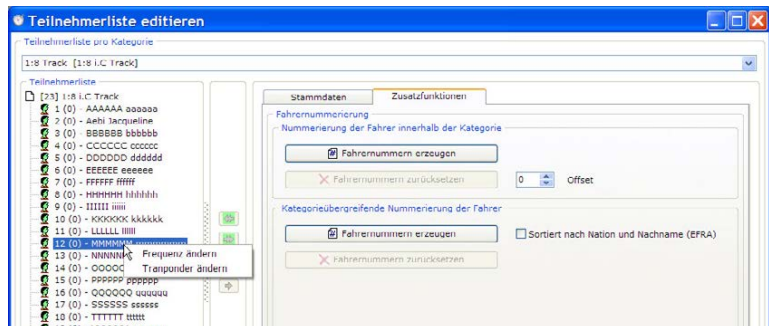 Teilnehmerliste editieren
Teilnehmerliste pro Kategorie
1:8 Track [1:8 I.C Track]
Teilnehmerliste
[23] 1:8 I.C Track
1 (0) - AAAAAA aaaaaa
2 (0) - Aebi Jacqueline
3 (0) - BBBBBB bbbbbb
4 (0) - CCCCCC cccccc
5 (0) - DDDDDD dddddd
6 (0) - EEEEEE eeeeee
7 (0) - FFFFFF ffffff
8 (0) - HHHHHH hhhhhh
9 (0) - IIIIII iiiiii
10 (0) - KKKKKK kkkkkk
11 (0) - LLLLLL llllll
12 (0) - MMMMMM mmmmmm
13 (0) - NNNNN
14 (0) - OOOOO
15 (0) - PPPPPP pppppp
16 (0) - QQQQQQ qqqqqq
17 (0) - SSSSSS ssssss
18 (0) - TTTTTT tttttt
Frequenz ändern
Tranponder ändern
Stammdaten
Zusatzfunktionen
Fahrernummerierung
Nummerierung der Fahrer innerhalb der Kategorie
Fahrernummern erzeugen
Fahrernummern zurücksetzen
0
Offset
Kategorieübergreifende Nummerierung der Fahrer
Fahrernummern erzeugen
Sortiert nach Nation und Nachname (EFRA)
Fahrernummern zurücksetzen